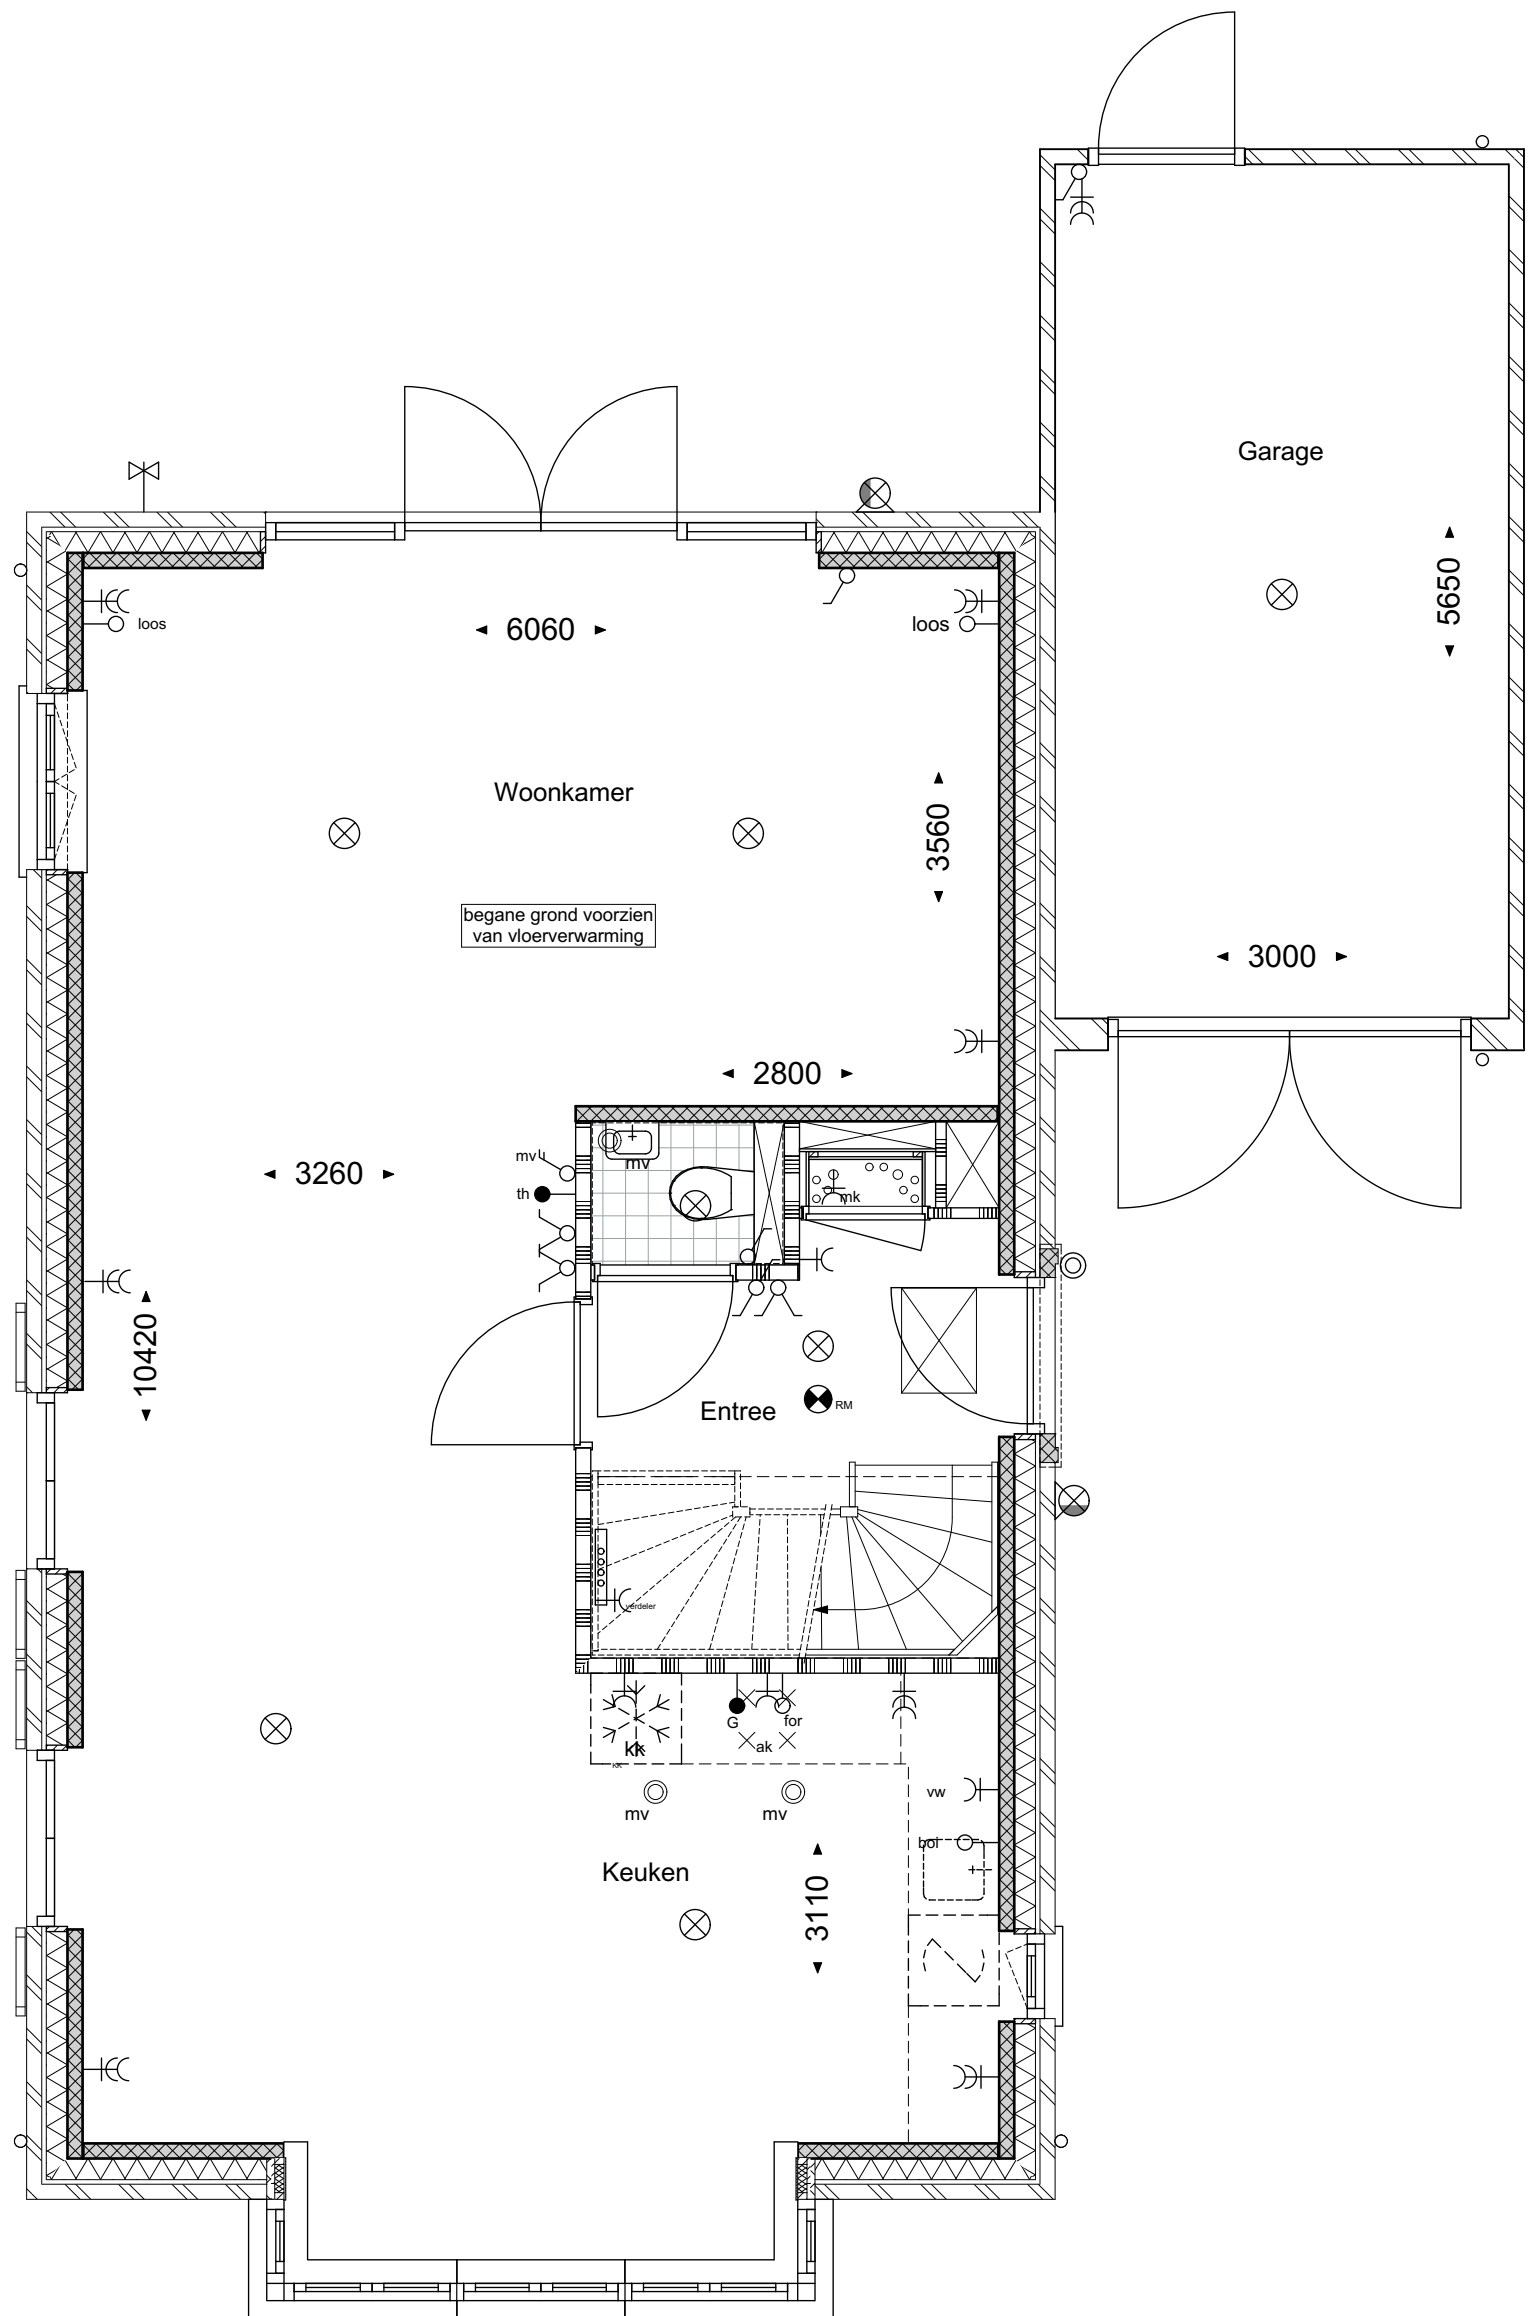 Garage
5650
6060
loos
loos
Woonkamer
3560
begane grond voorzien
van vloerverwarming
3000
2800
3260
mv
mv
th
mk
10420
Entree
RM
verdeler
G
for
kk
ak
KK
mv
mv
vw
boi
Keuken
3110